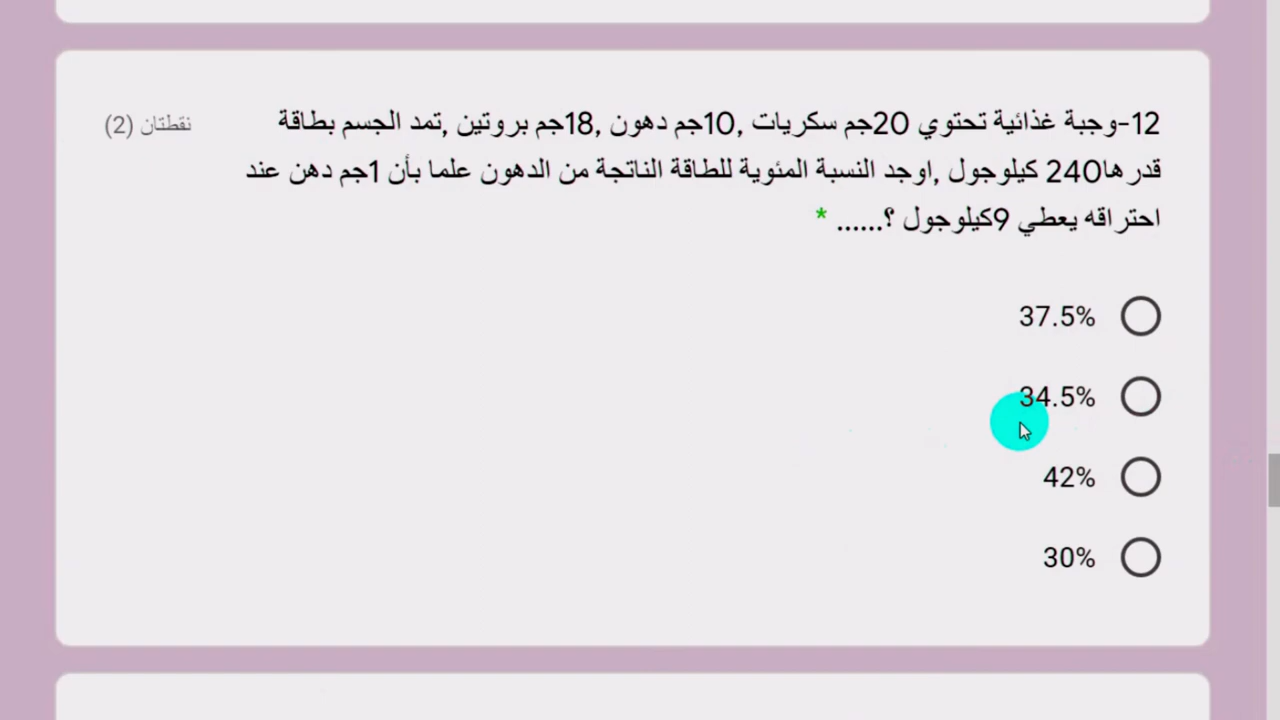 12-وجبة غذائية تحتوي 20جم سكريات ,10جم دهون ,18جم بروتين ,تمد الجسم بطاقة
نقطتان (2)
قدرها240 كيلوجول ,اوجد النسبة المئوية للطاقة الناتجة من الدهون علما بأن 1جم دهن عند
احتراقه يعطي 9كيلوجول ؟...... *
37.5%
34.5%
42%
30%